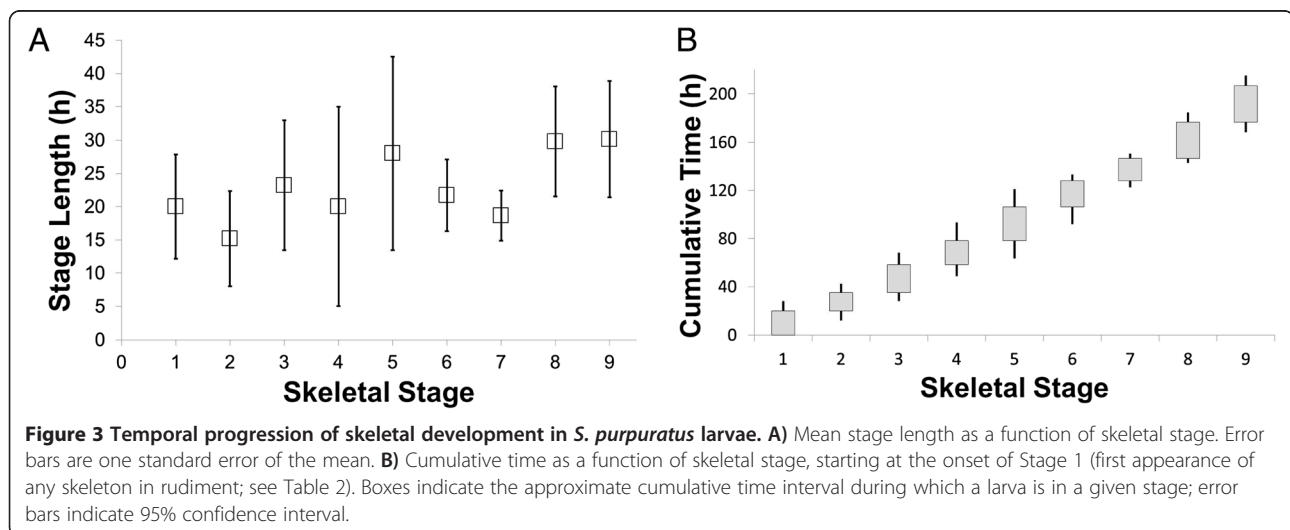 A
Stage Length (h)
45
40
35
30
25
20
15
10
5
0
0 1 2 3 4 5 6 7 8 9
Skeletal Stage
B
Cumulative Time (h)
200
160
120
80
40
0
1 2 3 4 5 6 7 8 9
Skeletal Stage
Figure 3 Temporal progression of skeletal development in S. purpuratus larvae. A) Mean stage length as a function of skeletal stage. Error
bars are one standard error of the mean. B) Cumulative time as a function of skeletal stage, starting at the onset of Stage 1 (first appearance of
any skeleton in rudiment; see Table 2). Boxes indicate the approximate cumulative time interval during which a larva is in a given stage; error
bars indicate 95% confidence interval.